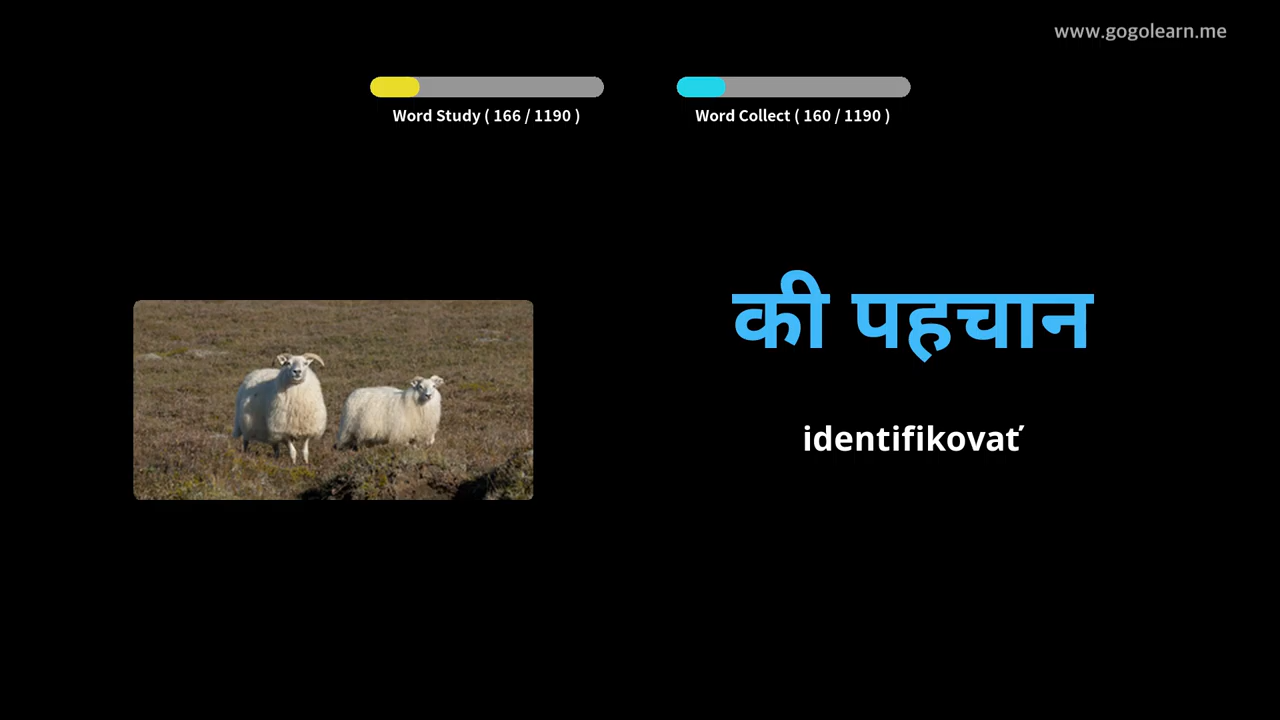 www.gogolearn.me
Word Study ( 166 / 1190 )
Word Collect ( 160 / 1190 )
की पहचान
identifikovať